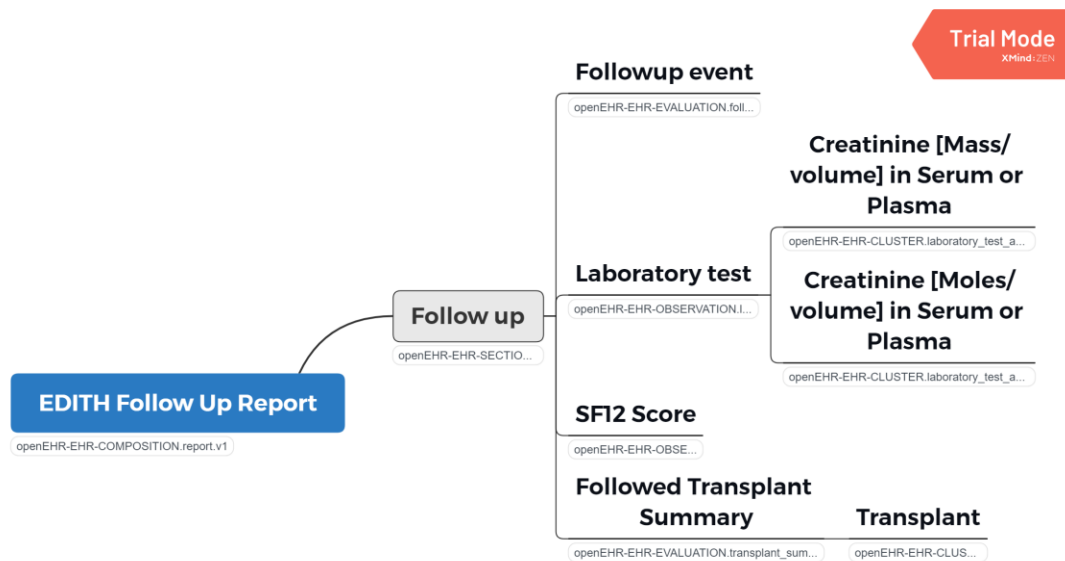 Trial Mode
XMind:ZEN
Followup event
openEHR-EHR-EVALUATION.foll...
Creatinine [Mass/
volume] in Serum or
Plasma
openEHR-EHR-CLUSTER.laboratory_test_a...
Laboratory test
openEHR-EHR-OBSERVATION.l...
Creatinine [Moles/
volume] in Serum or
Plasma
openEHR-EHR-CLUSTER.laboratory_test_a...
Follow up
openEHR-EHR-SECTIO...
EDITH Follow Up Report
openEHR-EHR-COMPOSITION.report.v1
SF12 Score
openEHR-EHR-OBSE...
Followed Transplant
Summary
openEHR-EHR-EVALUATION.transplant_sum...
Transplant
openEHR-EHR-CLUS...